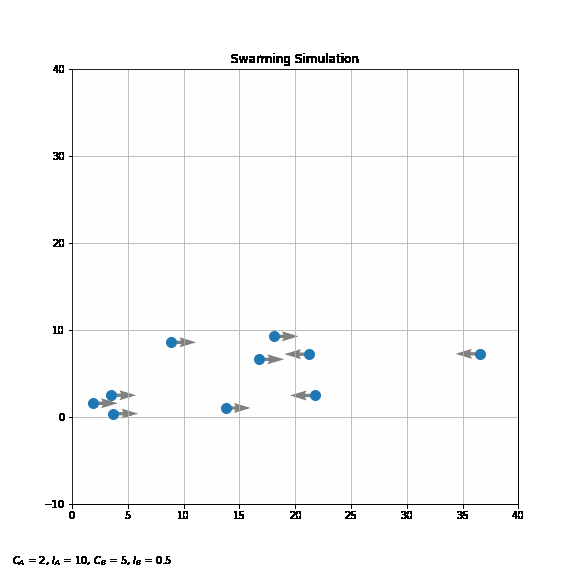 Swarming Simulation
40
30
20
10
0
−10
0 5 10 15 20 25 30 35 40
C_A = 2, l_A = 10, C_B = 5, l_B = 0.5